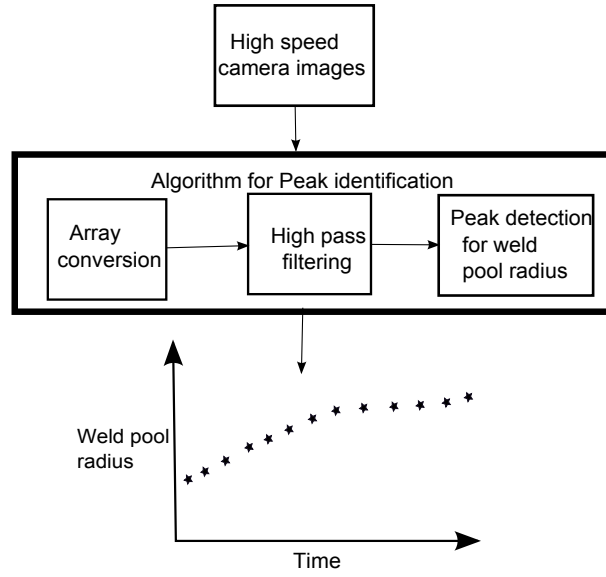 High speed
camera images
Algorithm for Peak identification
Array
conversion
High pass
filtering
Peak detection
for weld
pool radius
Weld pool
radius
Time